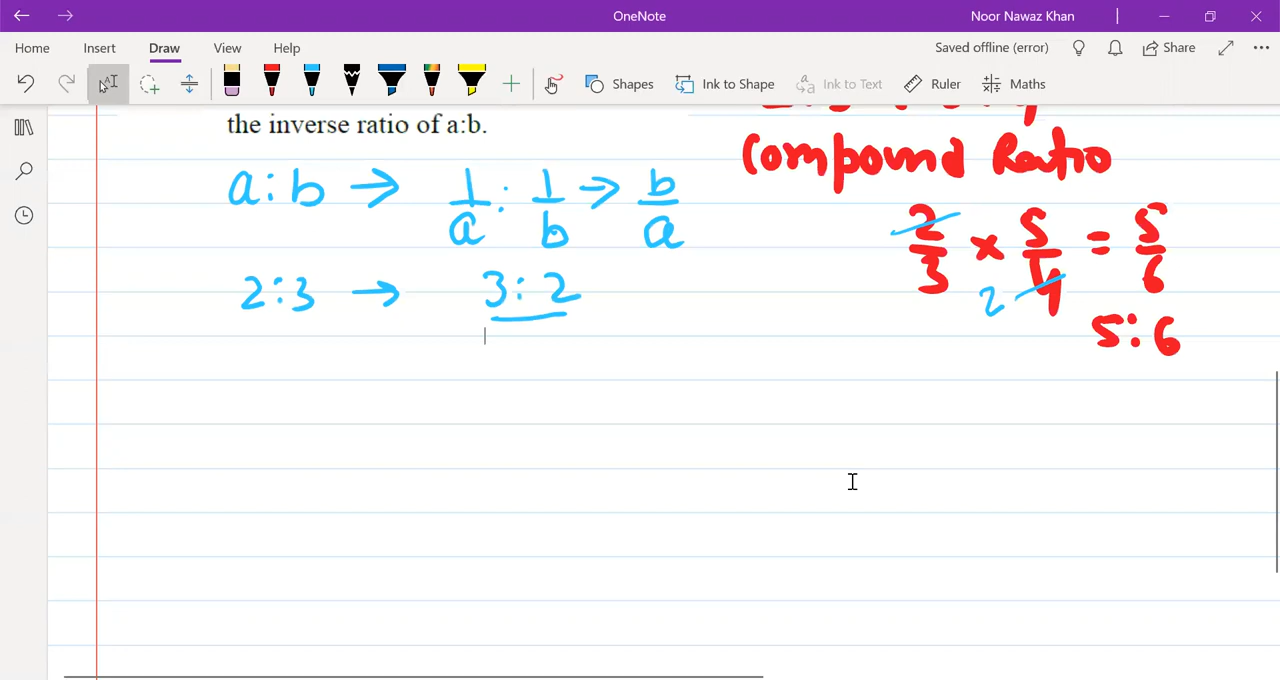 OneNote
Noor Nawaz Khan
Home Insert Draw View Help
Saved offline (error)
Share
Shapes
Ink to Shape
Ink to Text
Ruler
Maths
the inverse ratio of a:b.
a:b → 1/a : 1/b → b/a
2:3 → 3:2
Compound Ratio
2/3 × 5/4 = 5/6
2
5:6